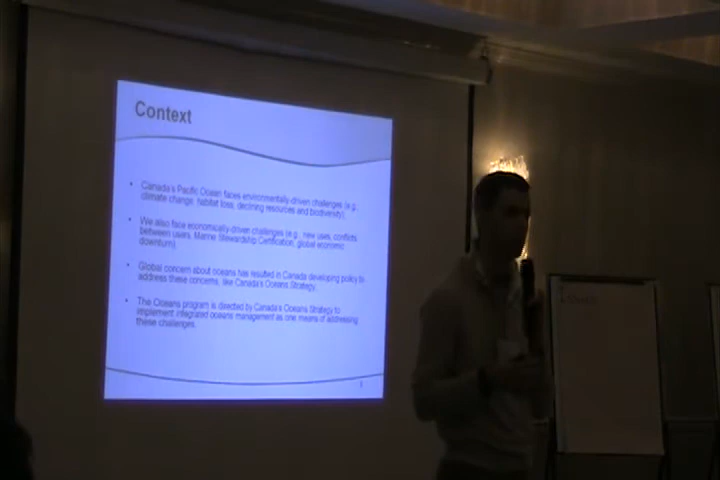 Context
• Canada's Pacific Ocean faces environmentally-driven challenges (e.g.,
climate change, habitat loss, declining resources and biodiversity);
• We also face economically-driven challenges (e.g., new uses, conflicts
between users, Marine Stewardship Certification, global economic
downturn);
• Global concern about oceans has resulted in Canada developing policy to
address these concerns, like Canada's Oceans Strategy;
• The Oceans program is directed by Canada's Oceans Strategy to
implement integrated oceans management as one means of addressing
these challenges.